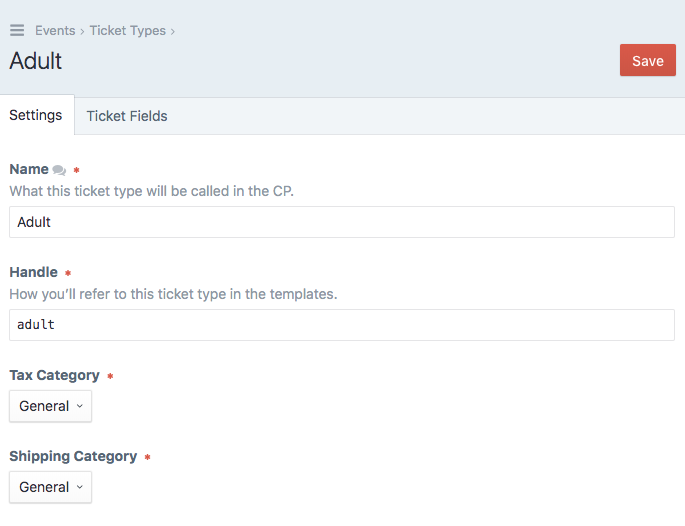 Events › Ticket Types ›
Adult
Save
Settings
Ticket Fields
Name *
What this ticket type will be called in the CP.
Adult
Handle *
How you’ll refer to this ticket type in the templates.
adult
Tax Category *
General
Shipping Category *
General